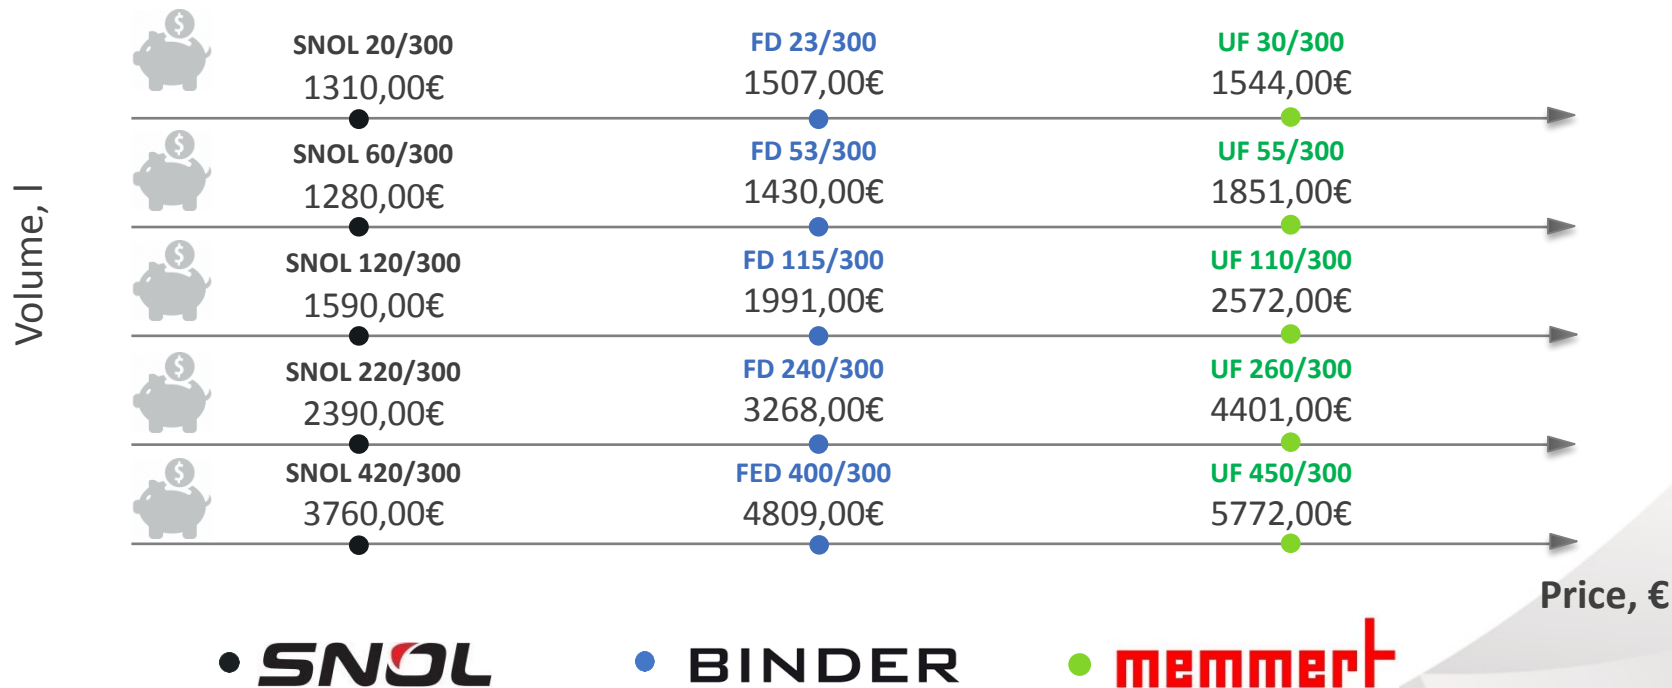 SNOL 20/300
1310,00€
FD 23/300
1507,00€
UF 30/300
1544,00€
SNOL 60/300
1280,00€
FD 53/300
1430,00€
UF 55/300
1851,00€
SNOL 120/300
1590,00€
FD 115/300
1991,00€
UF 110/300
2572,00€
SNOL 220/300
2390,00€
FD 240/300
3268,00€
UF 260/300
4401,00€
SNOL 420/300
3760,00€
FED 400/300
4809,00€
UF 450/300
5772,00€
Volume, l
Price, €
SNOL
BINDER
memmert
$
$
$
$
$